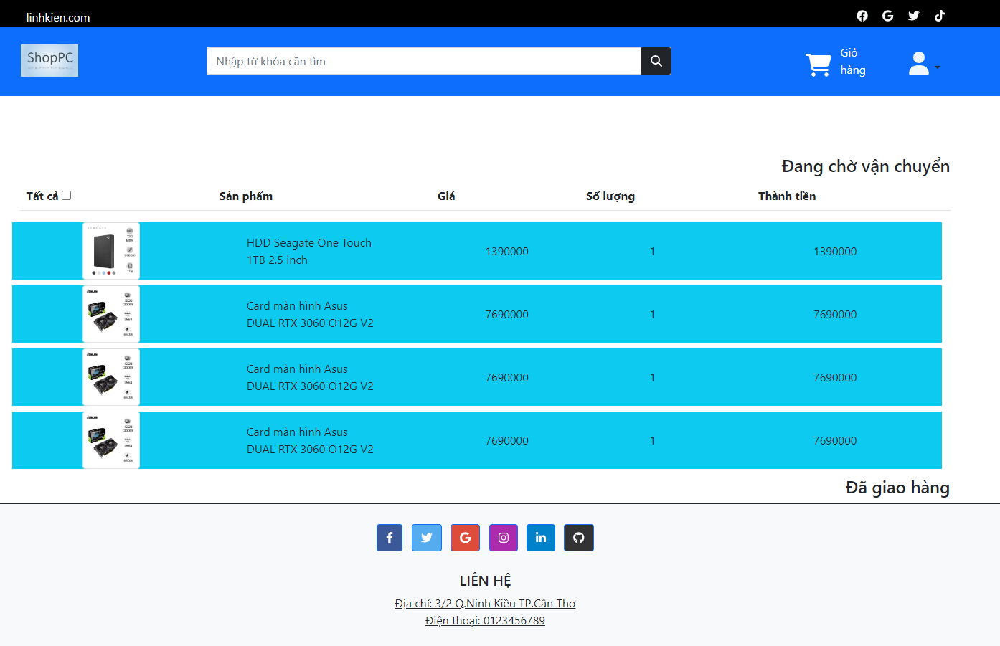 linhkien.com
ShopPC
Nhập từ khóa cần tìm
Giỏ
hàng
Đang chờ vận chuyển
Tất cả Sản phẩm Giá Số lượng Thành tiền
SEAGATE
HDD Seagate One Touch
1TB 2.5 inch
1390000 1 1390000
ASUS
Card màn hình Asus
DUAL RTX 3060 O12G V2
7690000 1 7690000
ASUS
Card màn hình Asus
DUAL RTX 3060 O12G V2
7690000 1 7690000
ASUS
Card màn hình Asus
DUAL RTX 3060 O12G V2
7690000 1 7690000
Đã giao hàng
LIÊN HỆ
Địa chỉ: 3/2 Q.Ninh Kiều TP.Cần Thơ
Điện thoại: 0123456789